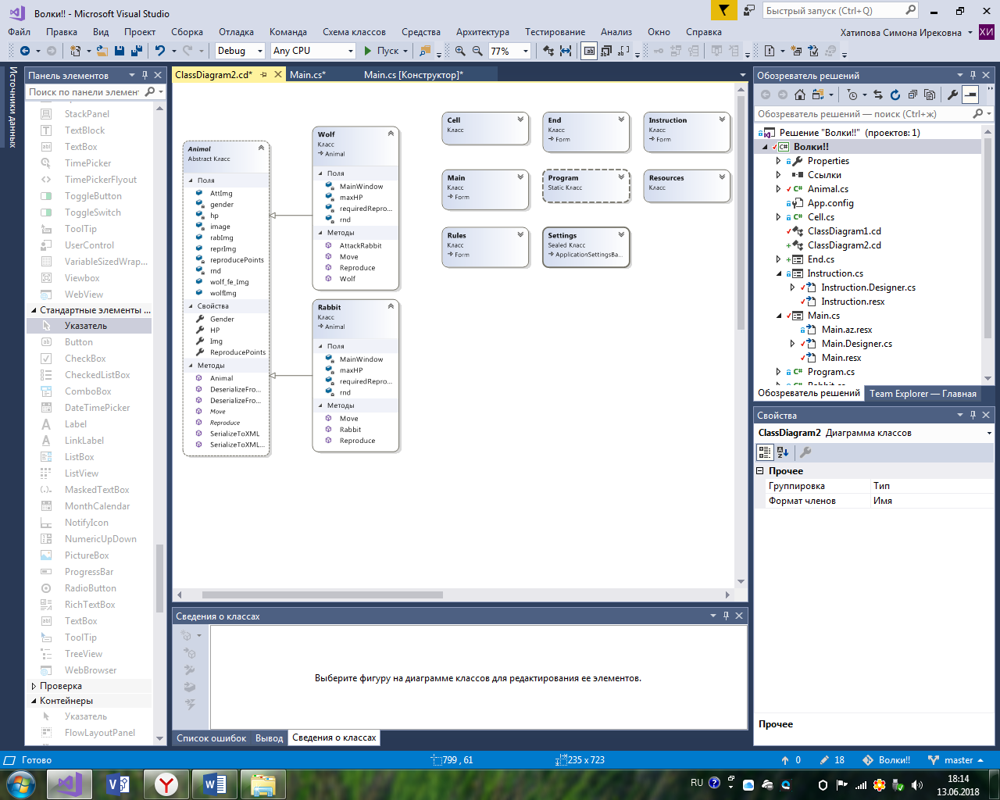 Волки!! - Microsoft Visual Studio
Быстрый запуск (Ctrl+Q)
Файл Правка Вид Проект Сборка Отладка Команда Схема классов Средства Архитектура Тестирование Анализ Окно Справка
Хатипова Симона Ирековна
ХИ
Debug
Any CPU
Пуск
77%
Источники данных
Панель элементов
Поиск по панели элемент
StackPanel
TextBlock
TextBox
TimePicker
TimePickerFlyout
ToggleButton
ToggleSwitch
ToolTip
UserControl
VariableSizedWrap...
Viewbox
WebView
Стандартные элементы ...
Указатель
Button
CheckBox
CheckedListBox
ComboBox
DateTimePicker
Label
LinkLabel
ListBox
ListView
MaskedTextBox
MonthCalendar
NotifyIcon
NumericUpDown
PictureBox
ProgressBar
RadioButton
RichTextBox
TextBox
ToolTip
TreeView
WebBrowser
Проверка
Контейнеры
Указатель
FlowLayoutPanel
ClassDiagram2.cd*
Main.cs*
Main.cs [Конструктор]*
Animal
Abstract Класс
Поля
AttImg
gender
hp
image
rabImg
reprImg
reproducePoints
rnd
wolf_fe_Img
wolfImg
Свойства
Gender
HP
Img
ReproducePoints
Методы
Animal
DeserializeFro...
DeserializeFro...
Move
Reproduce
SerializeToXML
SerializeToXML...
Wolf
Класс
Animal
Поля
MainWindow
maxHP
requiredRepro...
rnd
Методы
AttackRabbit
Move
Reproduce
Wolf
Rabbit
Класс
Animal
Поля
MainWindow
maxHP
requiredRepro...
rnd
Методы
Move
Rabbit
Reproduce
Cell
Класс
End
Класс
Form
Instruction
Класс
Form
Main
Класс
Form
Program
Static Класс
Resources
Класс
Rules
Класс
Form
Settings
Sealed Класс
ApplicationSettingsBa...
Сведения о классах
Выберите фигуру на диаграмме классов для редактирования ее элементов.
Список ошибок Вывод Сведения о классах
Обозреватель решений
Обозреватель решений — поиск (Ctrl+ж)
Решение "Волки!!" (проектов: 1)
Волки!!
Properties
Ссылки
Animal.cs
App.config
Cell.cs
ClassDiagram1.cd
ClassDiagram2.cd
End.cs
Instruction.cs
Instruction.Designer.cs
Instruction.resx
Main.cs
Main.az.resx
Main.Designer.cs
Main.resx
Program.cs
Rabbit.cs
Обозреватель решений Team Explorer — Главная
Свойства
ClassDiagram2 Диаграмма классов
Прочее
Группировка Тип
Формат членов Имя
Прочее
Готово
799 , 61
235 x 723
0
18
Волки!!
master
RU
18:14
13.06.2018